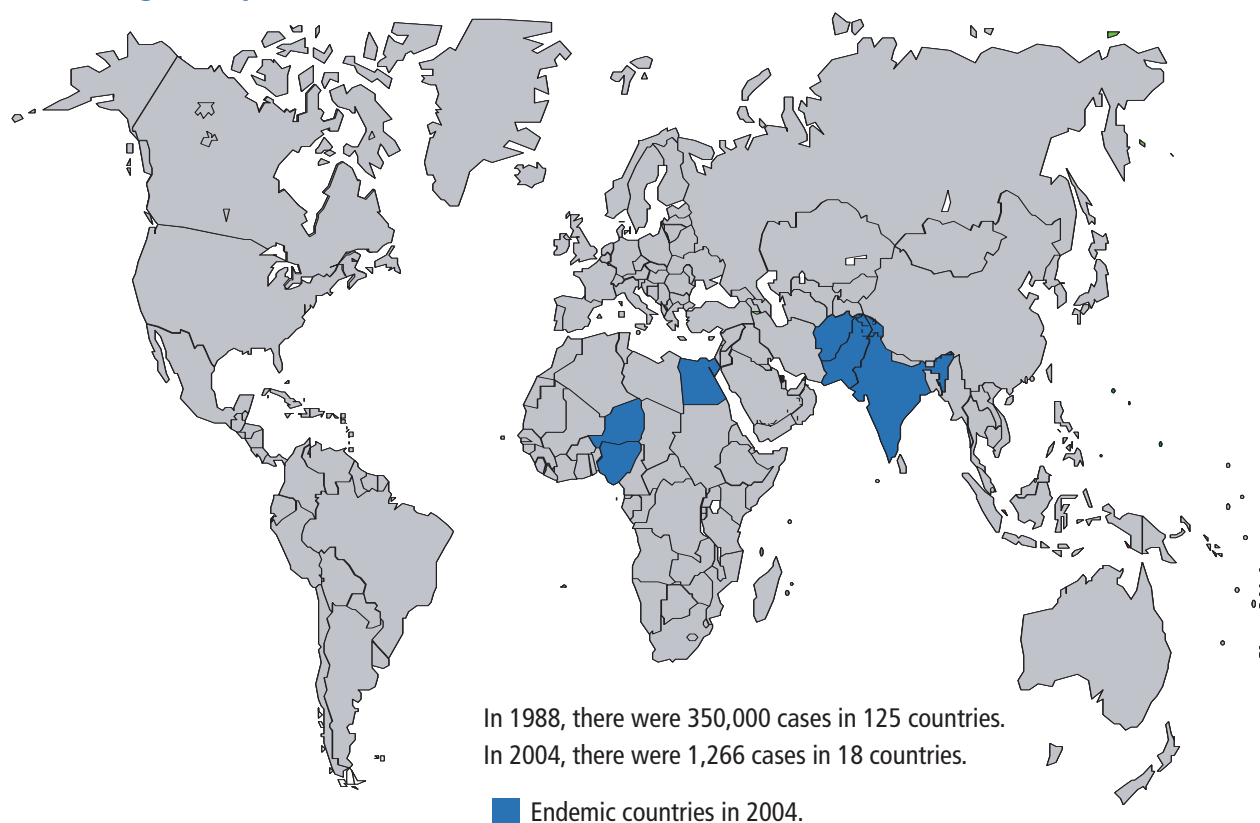 In 1988, there were 350,000 cases in 125 countries.
In 2004, there were 1,266 cases in 18 countries.
Endemic countries in 2004.